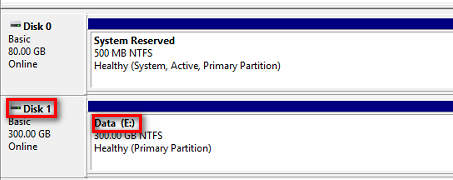 Disk 0
Basic
80.00 GB
Online
System Reserved
500 MB NTFS
Healthy (System, Active, Primary Partition)
Disk 1
Basic
300.00 GB
Online
Data (E:)
300.00 GB NTFS
Healthy (Primary Partition)